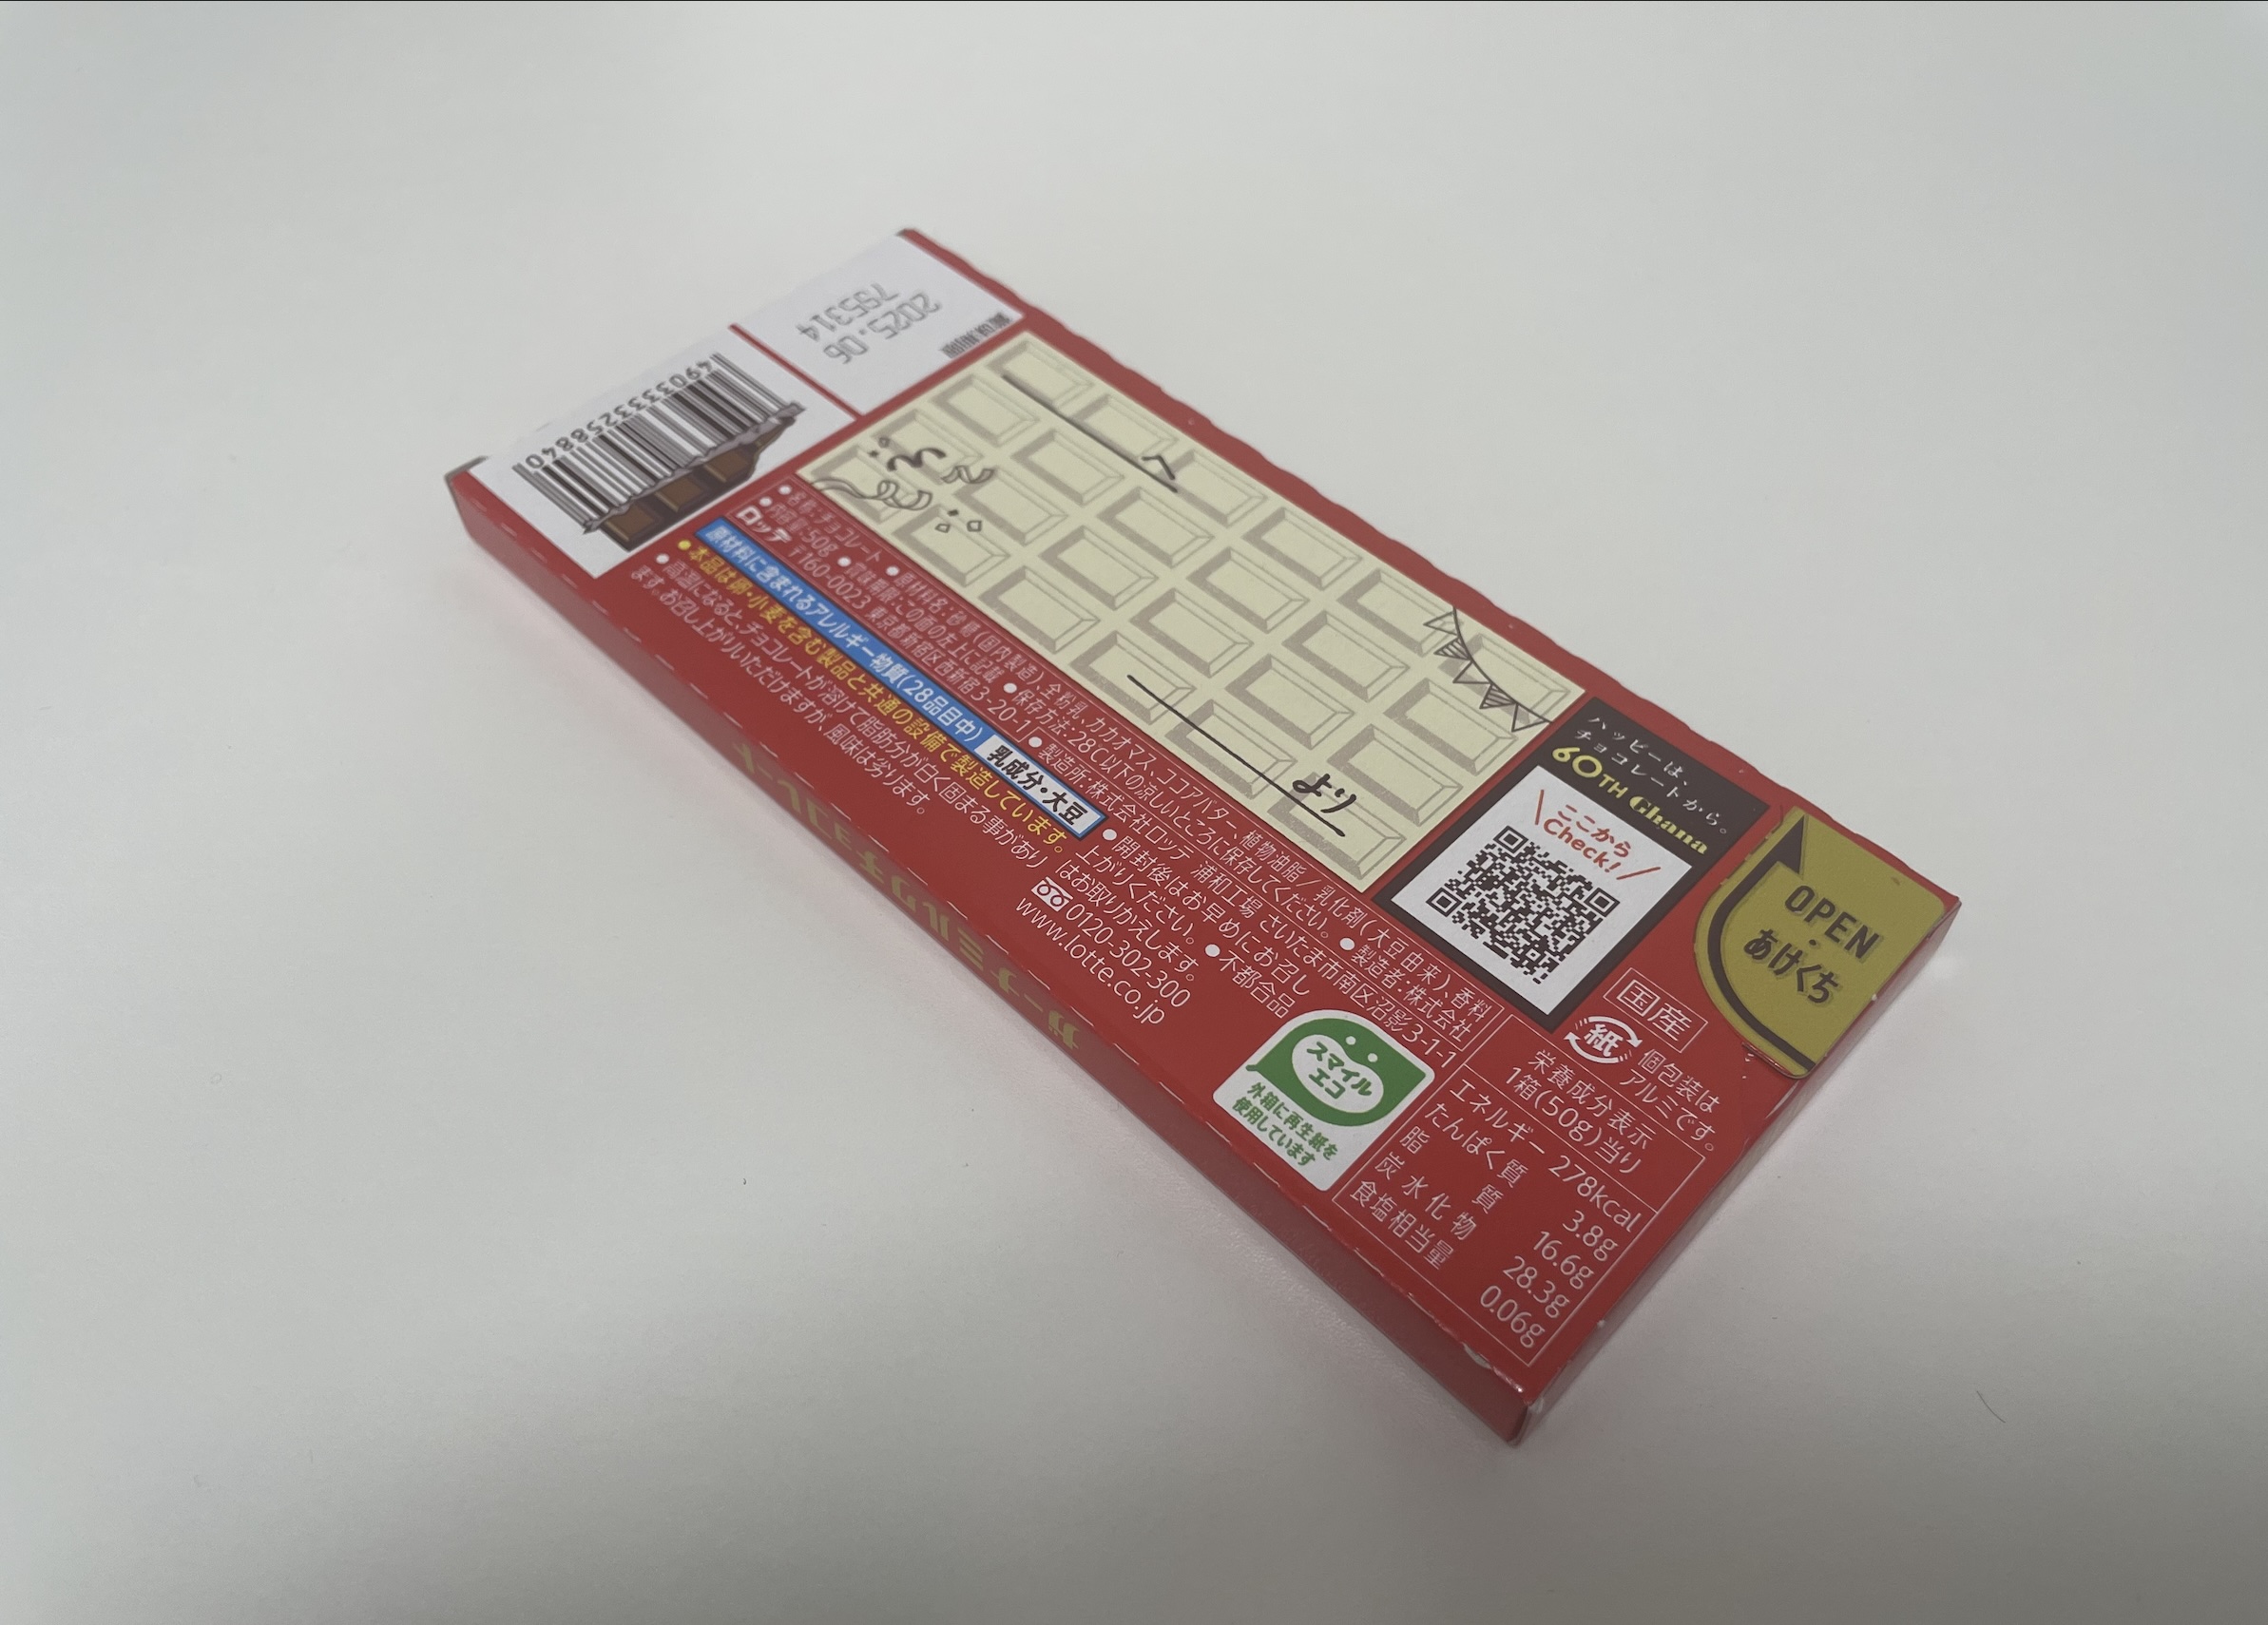 賞味期限
2025.06
795314
4903333258840
へ
より
●名称:チョコレート ●原材料名:砂糖(国内製造)、全粉乳、カカオマス、ココアバター、植物油脂/乳化剤(大豆由来)、香料
●内容量:50g ●賞味期限:この面の左上に記載 ●保存方法:28℃以下の涼しいところに保存してください。 ●製造者:株式会社
ロッテ 〒160-0023 東京都新宿区西新宿3-20-1 ●製造所:株式会社ロッテ 浦和工場 さいたま市南区沼影3-1-1
原材料に含まれるアレルギー物質(28品目中) 乳成分・大豆
●本品は卵・小麦を含む製品と共通の設備で製造しています。
●高温になると、チョコレートが溶けて脂肪分が白く固まる事があり
ます。お召し上がりいただけますが、風味は劣ります。
●開封後はお早めにお召し
上がりください。 ●不都合品
はお取りかえします。
0120-302-300
www.lotte.co.jp
スマイル
エコ
外箱に再生紙を
使用しています
ハッピーは、
チョコレートから。
60TH Ghana
ここから
Check!
OPEN
あけくち
国産
紙
個包装は
アルミです。
栄養成分表示
1箱(50g)当り
エネルギー 278kcal
たんぱく質 3.8g
脂質 16.6g
炭水化物 28.3g
食塩相当量 0.06g
ガーナミルクチョコレート